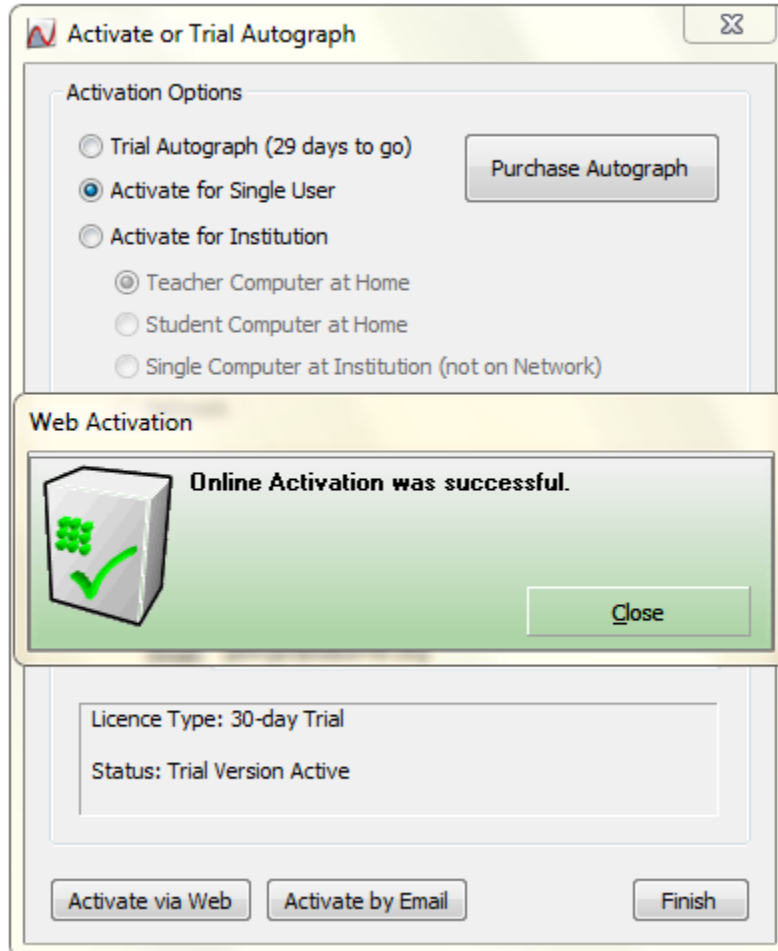 Activate or Trial Autograph
Activation Options
Trial Autograph (29 days to go)
Purchase Autograph
Activate for Single User
Activate for Institution
Teacher Computer at Home
Student Computer at Home
Single Computer at Institution (not on Network)
Web Activation
Online Activation was successful.
Close
Licence Type: 30-day Trial
Status: Trial Version Active
Activate via Web Activate by Email Finish